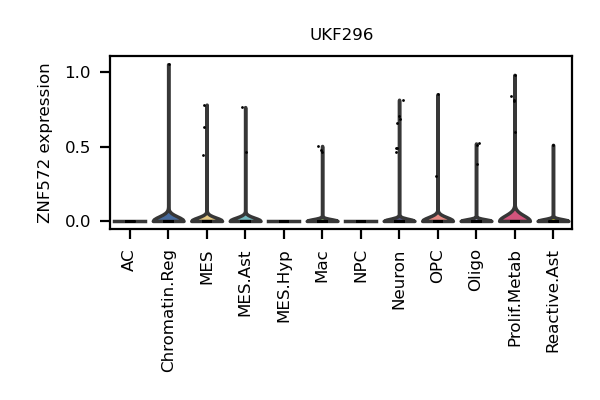 UKF296
ZNF572 expression
1.0
0.5
0.0
AC
Chromatin.Reg
MES
MES.Ast
MES.Hyp
Mac
NPC
Neuron
OPC
Oligo
Prolif.Metab
Reactive.Ast